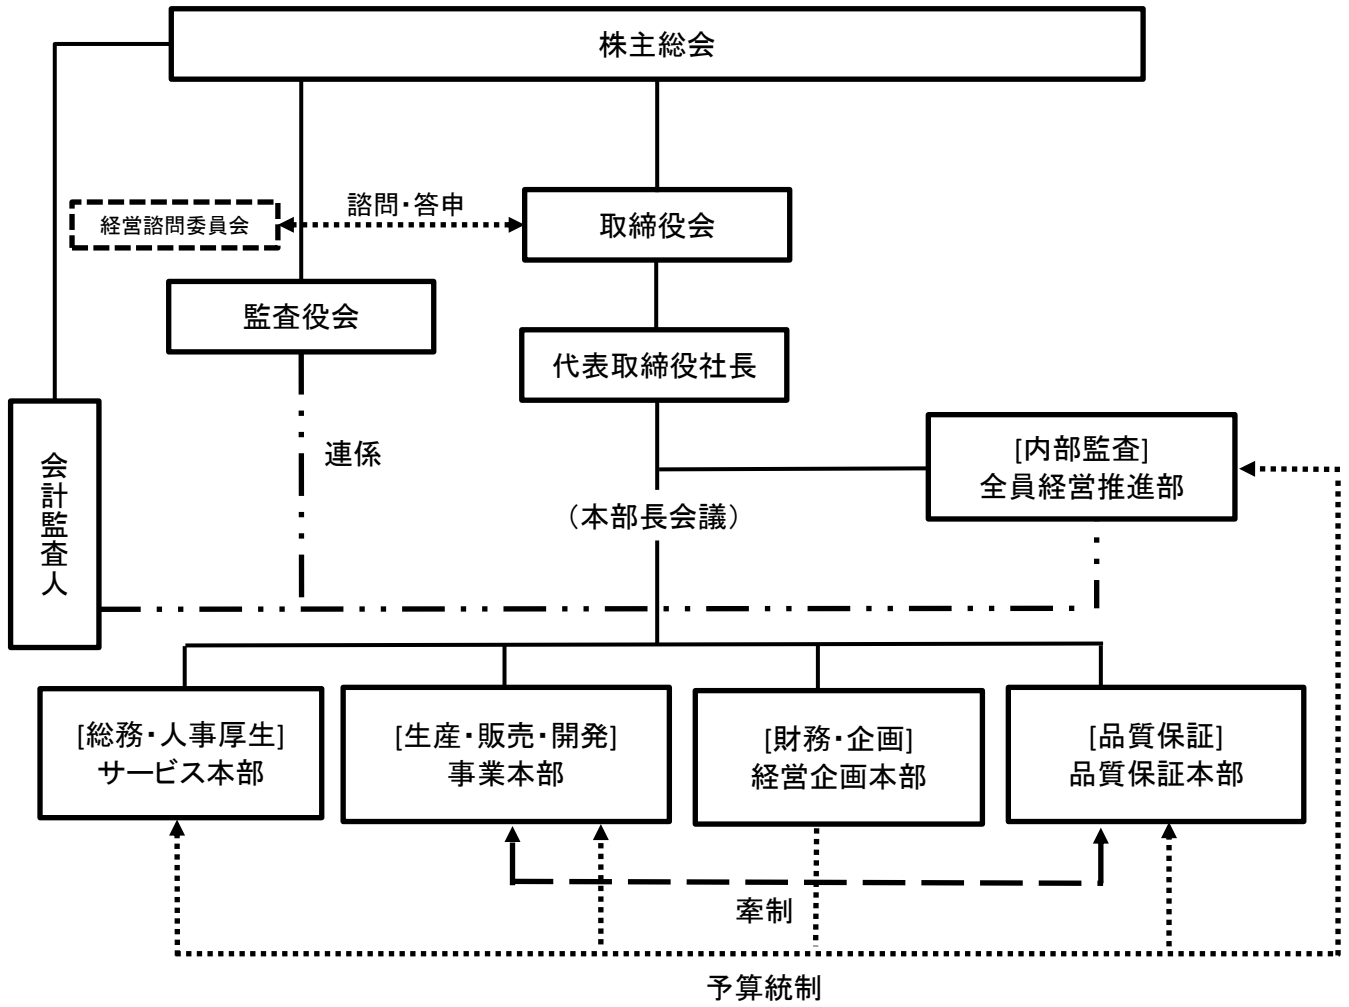 株主総会
諮問・答申
経営諮問委員会
取締役会
監査役会
代表取締役社長
会計監査人
連係
[内部監査]
全員経営推進部
（本部長会議）
[総務・人事厚生]
サービス本部
[生産・販売・開発]
事業本部
[財務・企画]
経営企画本部
[品質保証]
品質保証本部
牽制
予算統制